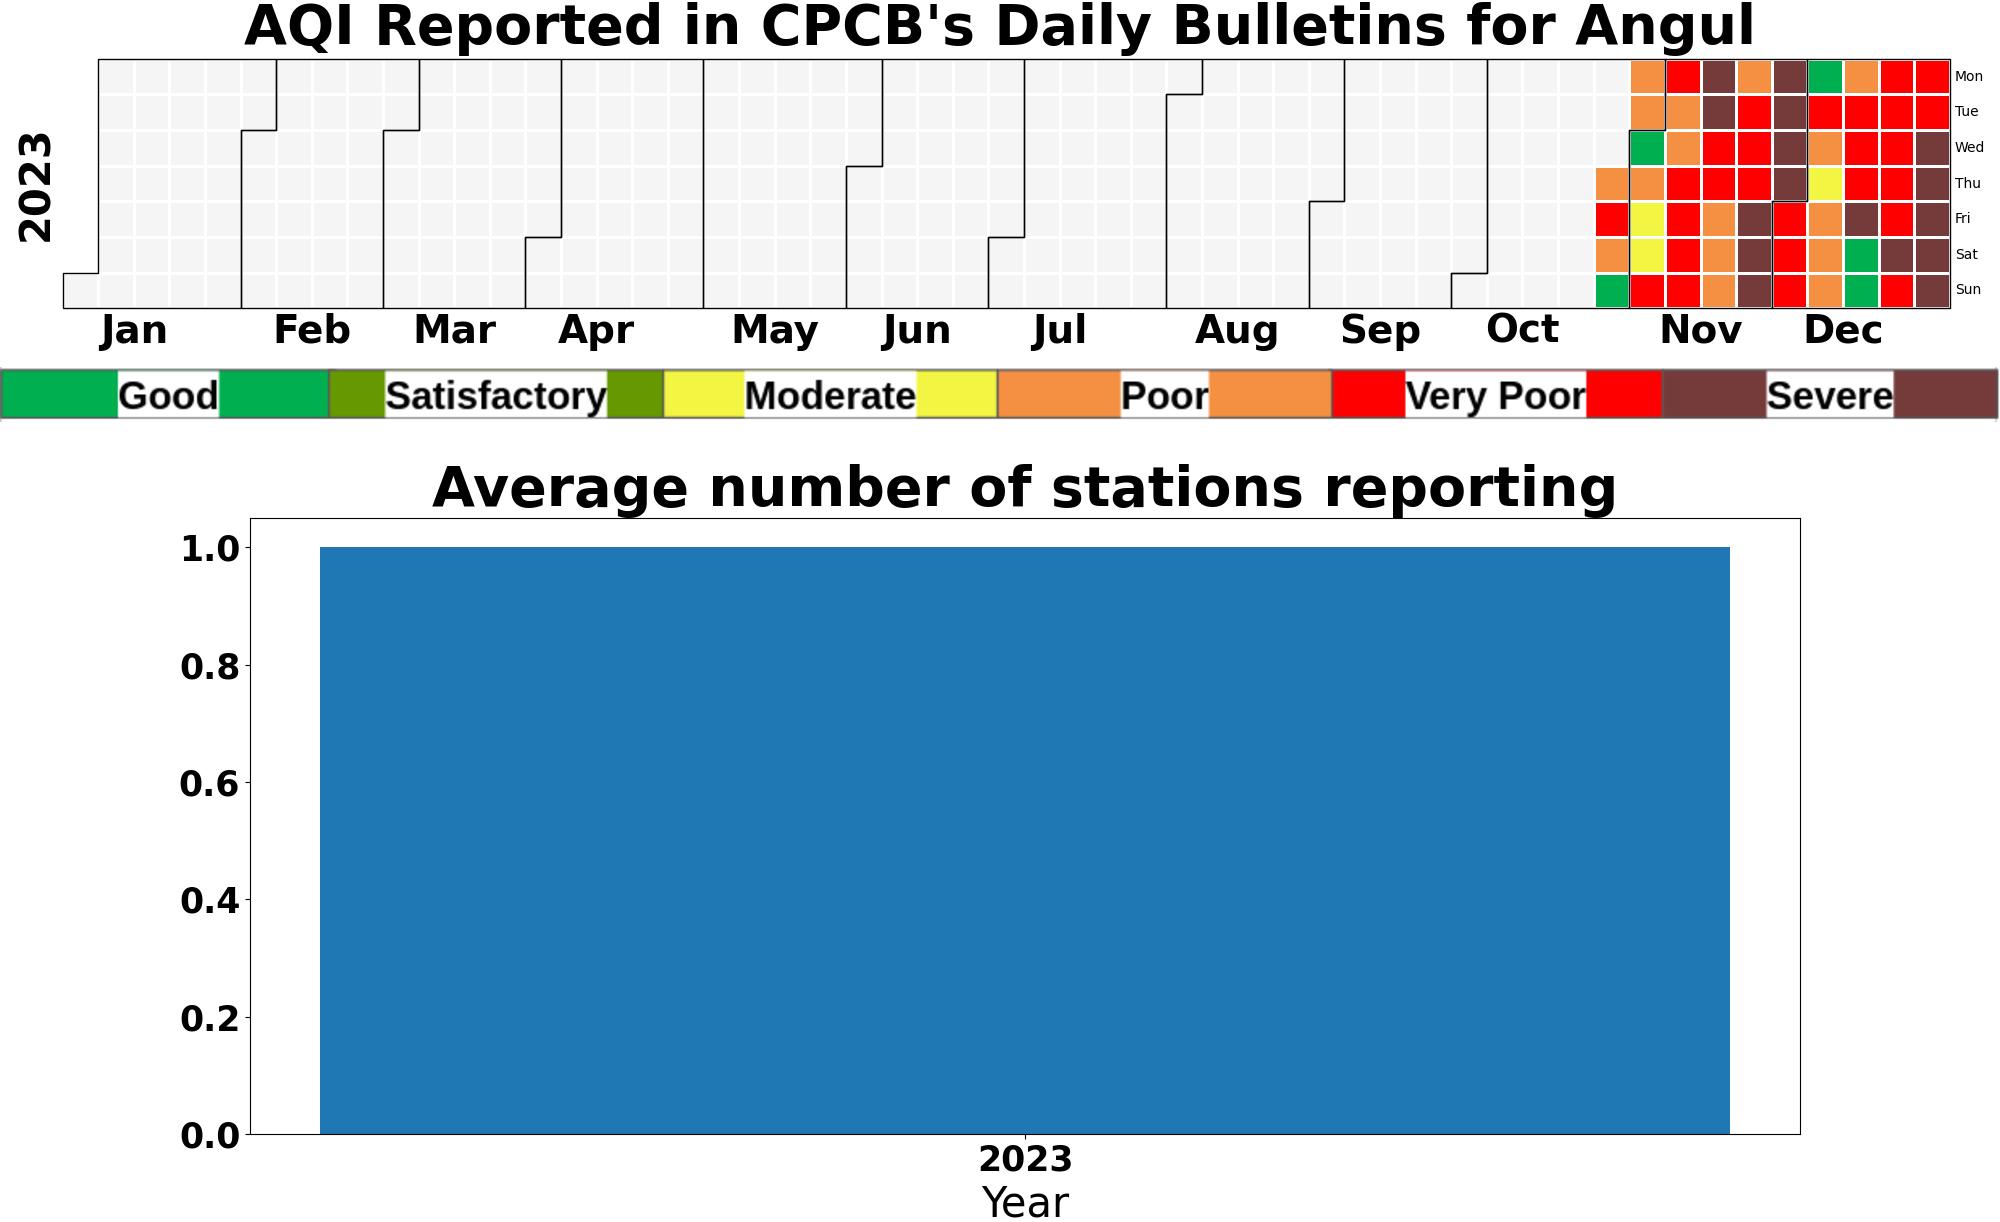 AQI Reported in CPCB's Daily Bulletins for Angul
2023
Mon
Tue
Wed
Thu
Fri
Sat
Sun
Jan Feb Mar Apr May Jun Jul Aug Sep Oct Nov Dec
Good Satisfactory Moderate Poor Very Poor Severe
Average number of stations reporting
1.0
0.8
0.6
0.4
0.2
0.0
2023
Year